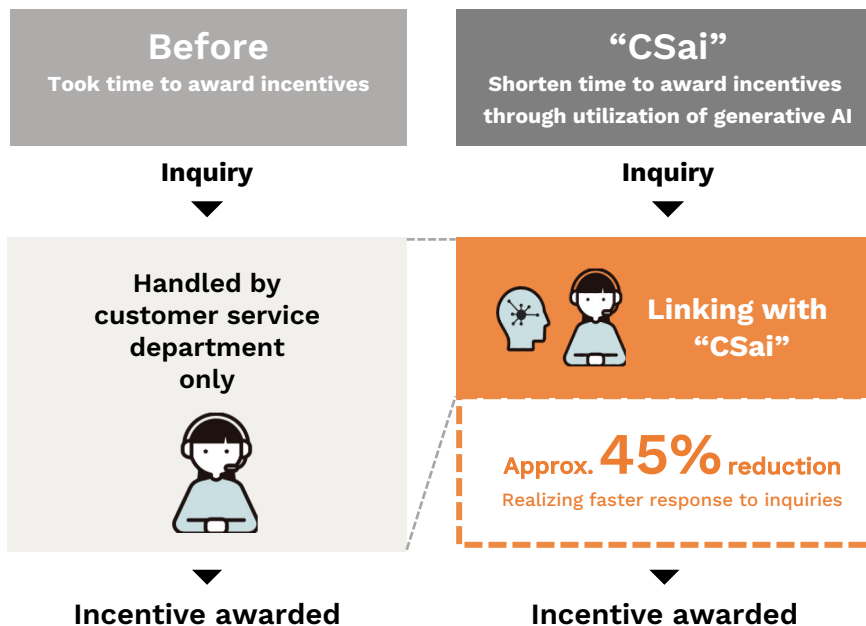 Before
Took time to award incentives
Inquiry
Handled by
customer service
department
only
Incentive awarded
“CSai”
Shorten time to award incentives
through utilization of generative AI
Inquiry
Linking with
“CSai”
Approx. 45% reduction
Realizing faster response to inquiries
Incentive awarded